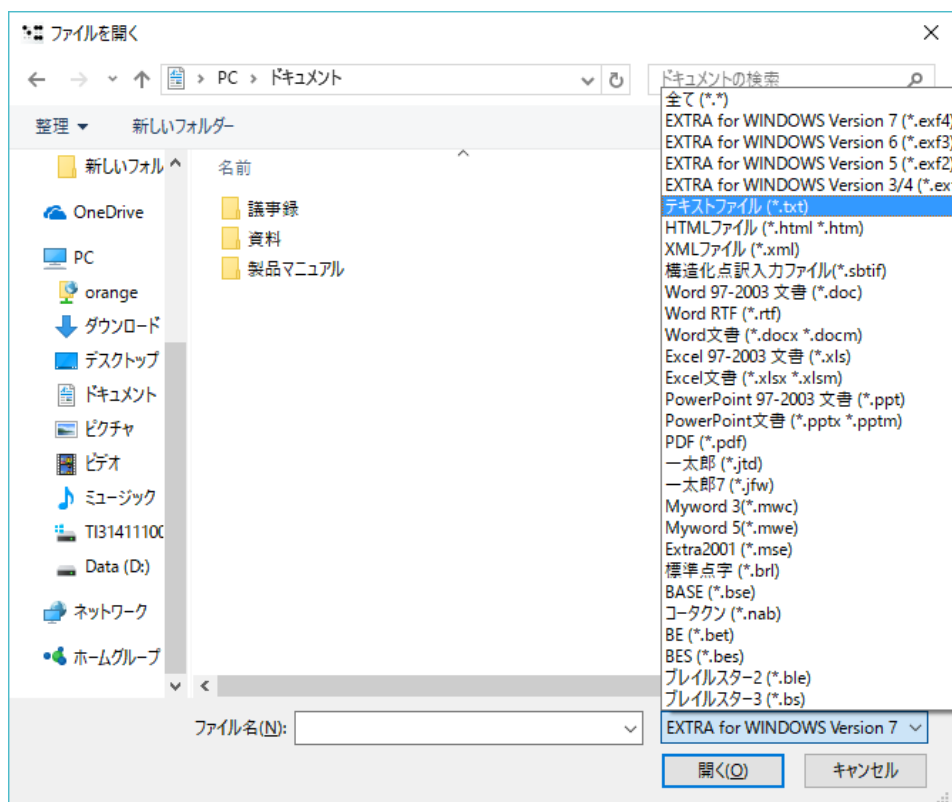 ファイルを開く
PC > ドキュメント
ドキュメントの検索
整理
新しいフォルダー
新しいフォル
OneDrive
PC
orange
ダウンロード
デスクトップ
ドキュメント
ピクチャ
ビデオ
ミュージック
TI31411100
Data (D:)
ネットワーク
ホームグループ
名前
議事録
資料
製品マニュアル
全て (*.*)
EXTRA for WINDOWS Version 7 (*.exf4)
EXTRA for WINDOWS Version 6 (*.exf3)
EXTRA for WINDOWS Version 5 (*.exf2)
EXTRA for WINDOWS Version 3/4 (*.ex
テキストファイル (*.txt)
HTMLファイル (*.html *.htm)
XMLファイル (*.xml)
構造化点訳入力ファイル(*.sbtif)
Word 97-2003 文書 (*.doc)
Word RTF (*.rtf)
Word文書 (*.docx *.docm)
Excel 97-2003 文書 (*.xls)
Excel文書 (*.xlsx *.xlsm)
PowerPoint 97-2003 文書 (*.ppt)
PowerPoint文書 (*.pptx *.pptm)
PDF (*.pdf)
一太郎 (*.jtd)
一太郎7 (*.jfw)
Myword 3(*.mwc)
Myword 5(*.mwe)
Extra2001 (*.mse)
標準点字 (*.brl)
BASE (*.bse)
コータクン (*.nab)
BE (*.bet)
BES (*.bes)
ブレイルスター2 (*.ble)
ブレイルスター3 (*.bs)
ファイル名(N):
EXTRA for WINDOWS Version 7
開く(O)
キャンセル